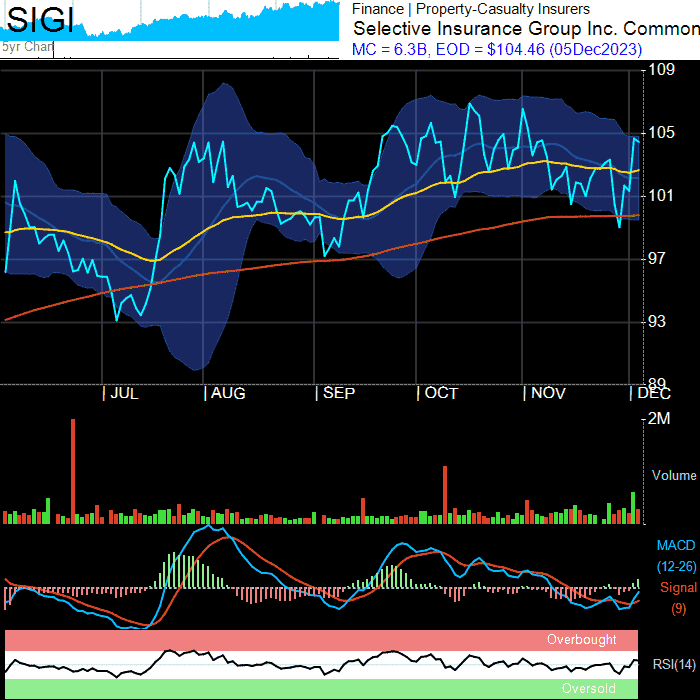 SIGI
5yr Chart
Finance | Property-Casualty Insurers
Selective Insurance Group Inc. Common
MC = 6.3B, EOD = $104.46 (05Dec2023)
109
105
101
97
93
89
| JUL | AUG | SEP | OCT | NOV | DEC
2M
Volume
MACD
(12-26)
Signal
(9)
Overbought
RSI(14)
Oversold